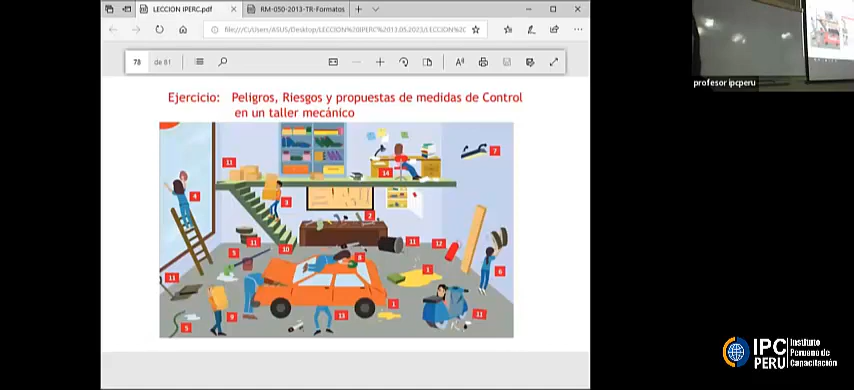 LECCION IPERC.pdf
RM-050-2013-TR-Formatos
file:///C:/Users/ASUS/Desktop/LECCION%20IPERC%2013.05.2023/LECCION%2C
78 de 81
Ejercicio: Peligros, Riesgos y propuestas de medidas de Control
en un taller mecánico
7
11
14
4
3
2
11
10
5
11
12
8
6
1
11
1
9
13
11
5
profesor ipcperu
IPC
PERU
Instituto
Peruano de
Capacitación